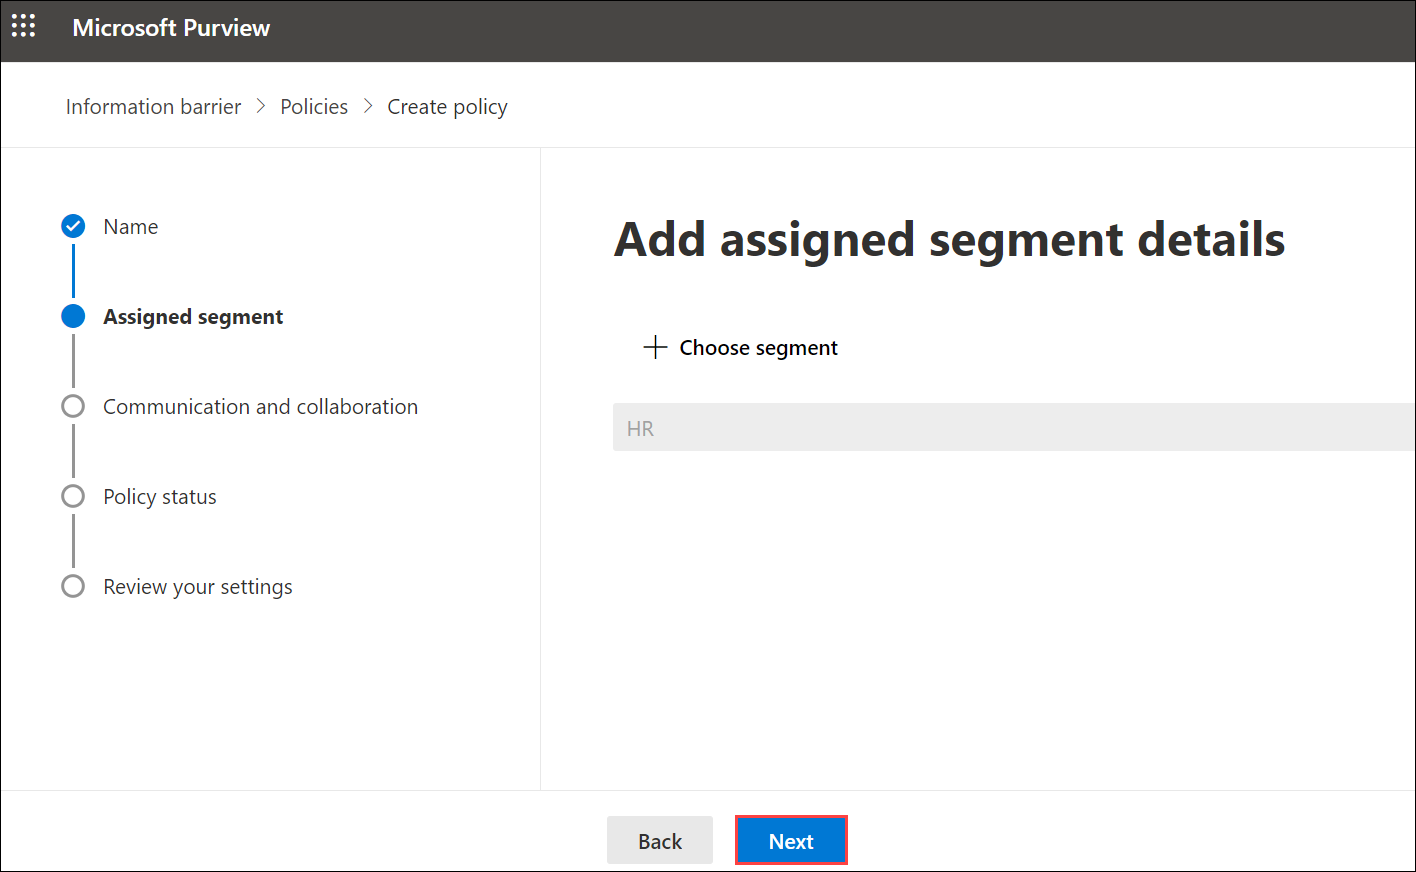 Microsoft Purview
Information barrier > Policies > Create policy
Name
Assigned segment
Communication and collaboration
Policy status
Review your settings
Add assigned segment details
Choose segment
HR
Back
Next